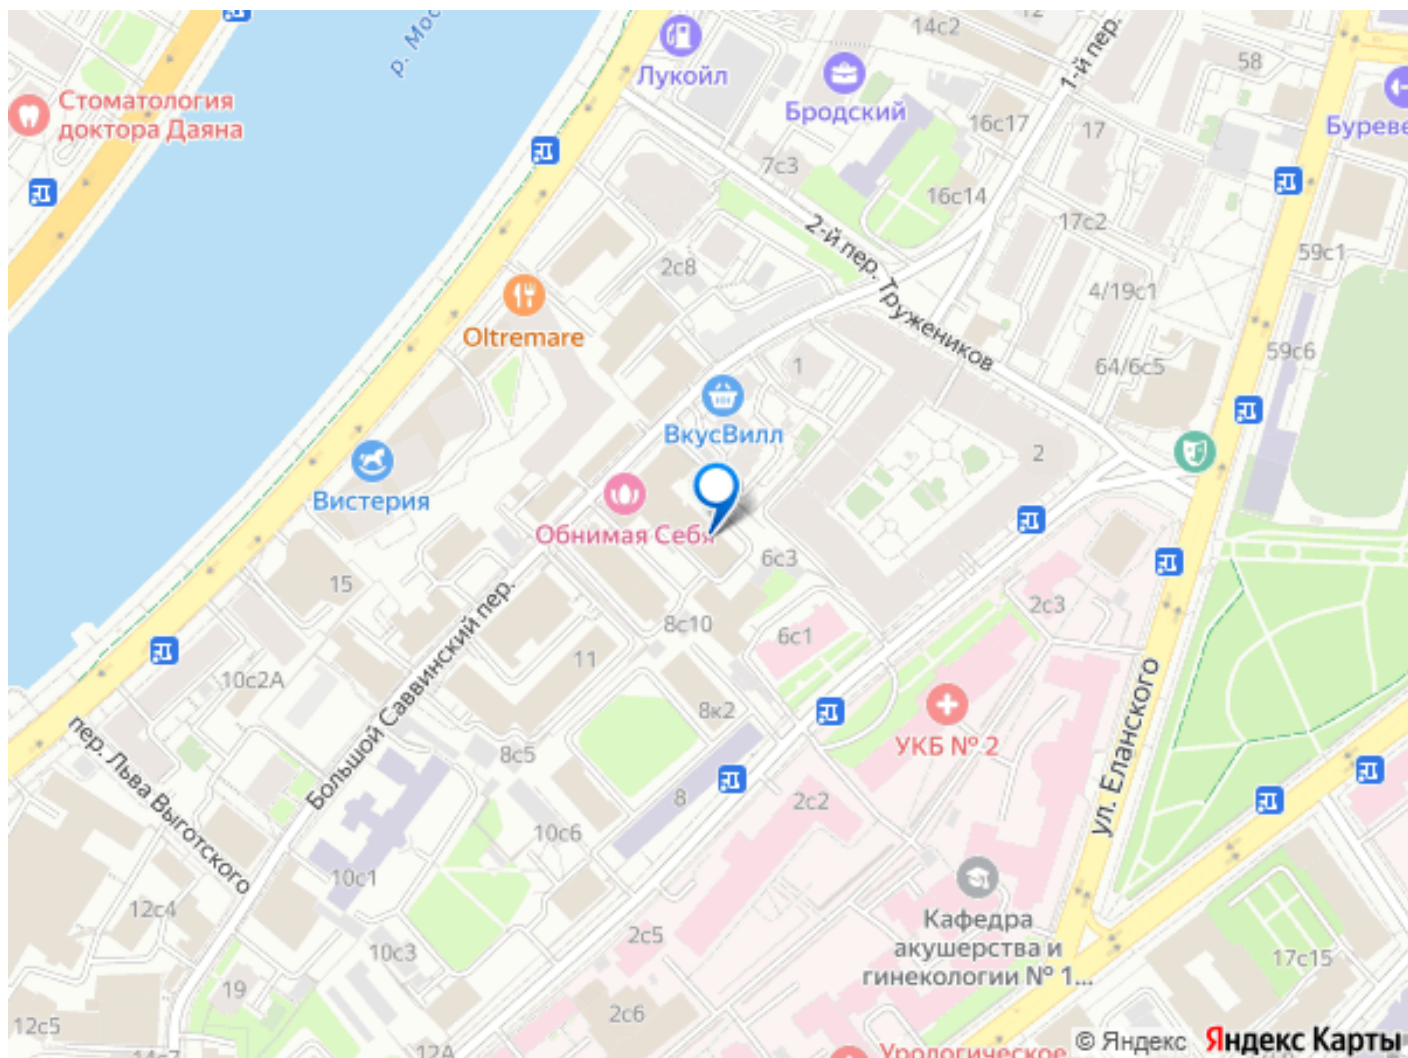 р. Мос
Стоматология
доктора Даяна
Лукойл
Бродский
14с2
12
1-й пер.
58
Буреве
16с17
17
7с3
16с14
17с2
2-й пер. Тружеников
59с1
2с8
4/19с1
Oltremare
59с6
1
64/6с5
ВкусВилл
2
Вистерия
Обнимая Себя
6с3
15
2с3
8с10
6с1
11
Большой Саввинский пер.
10с2А
8к2
УКБ № 2
ул. Еланского
пер. Льва Выготского
8с5
8
2с2
10с6
10с1
Кафедра
акушерства и
гинекологии № 1...
12с4
2с5
10с3
17с15
19
12с5
2с6
14с7
12А
Урологическое
© Яндекс Яндекс Карты